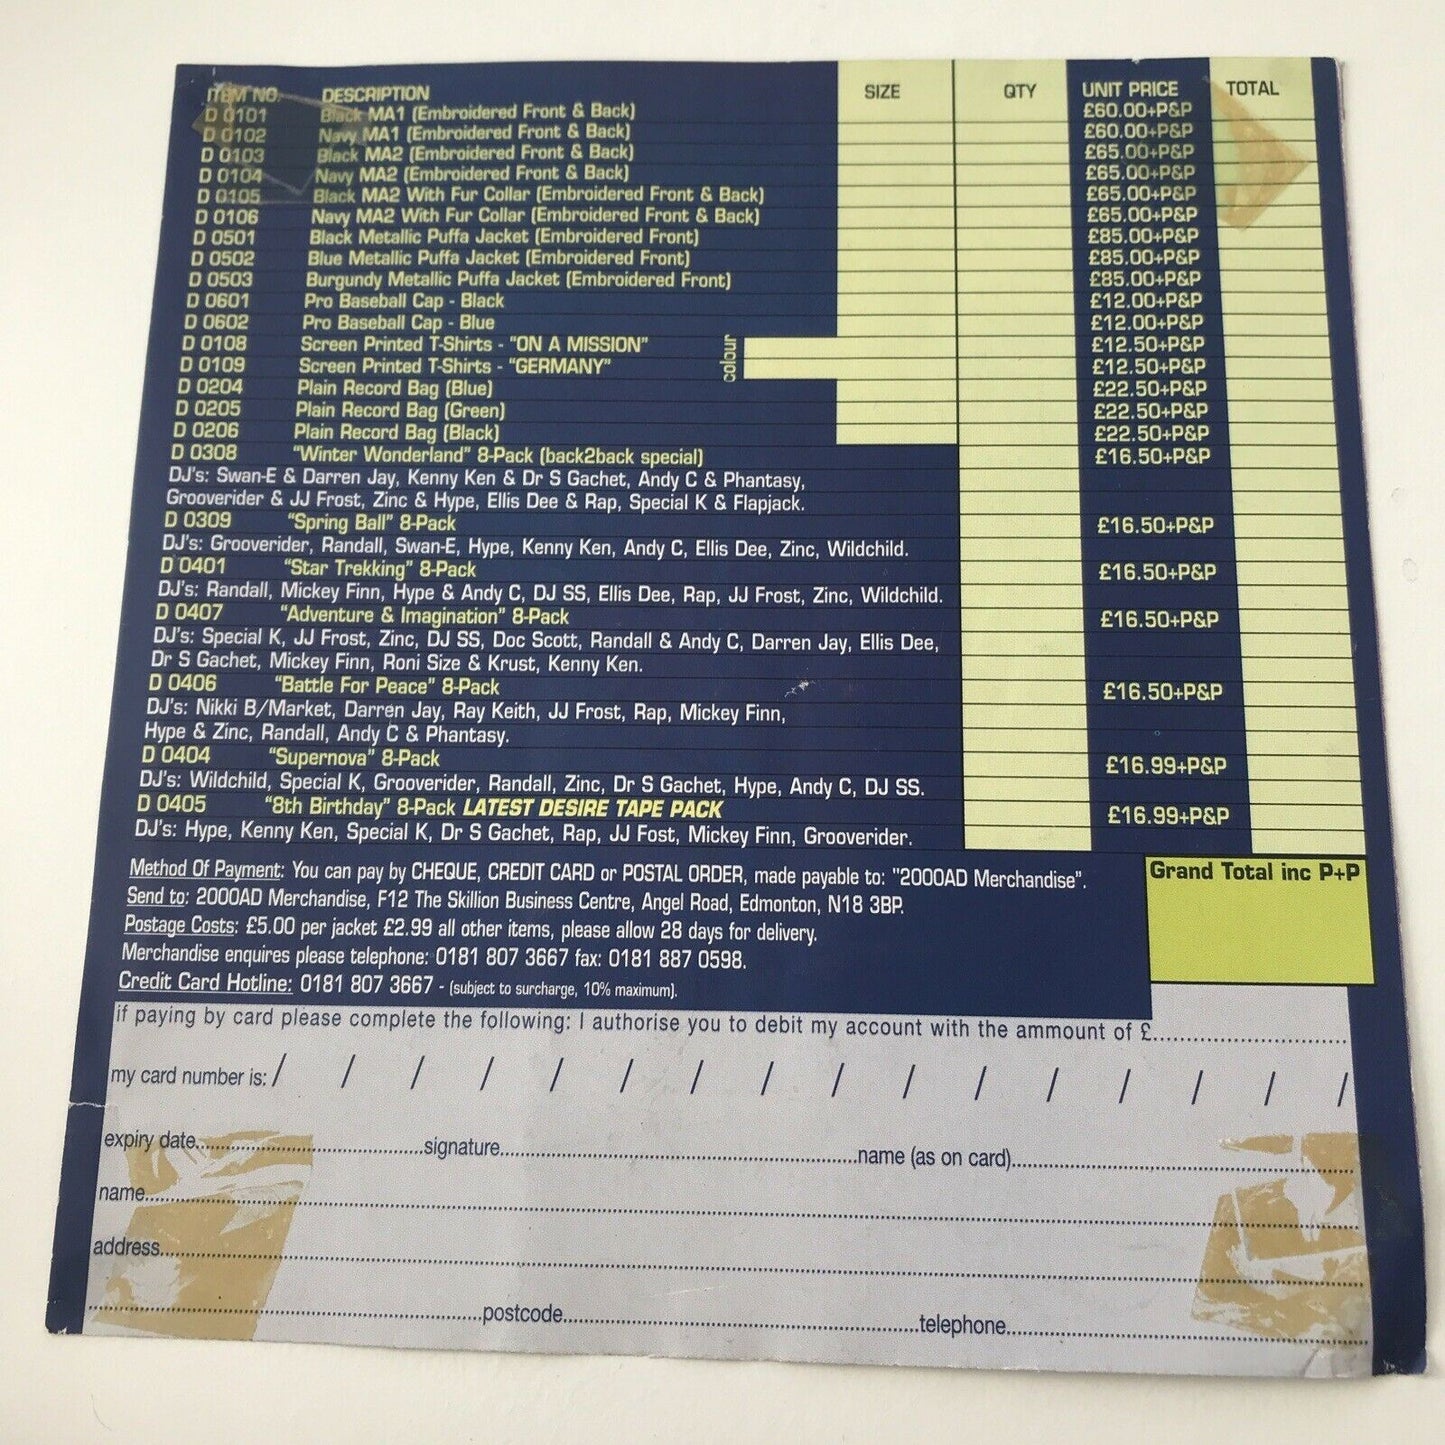 ITEM NO. DESCRIPTION SIZE QTY UNIT PRICE TOTAL
D 0101 Black MA1 (Embroidered Front & Back) £60.00+P&P
D 0102 Navy MA1 (Embroidered Front & Back) £60.00+P&P
D 0103 Black MA2 (Embroidered Front & Back) £65.00+P&P
D 0104 Navy MA2 (Embroidered Front & Back) £65.00+P&P
D 0105 Black MA2 With Fur Collar (Embroidered Front & Back) £65.00+P&P
D 0106 Navy MA2 With Fur Collar (Embroidered Front & Back) £65.00+P&P
D 0501 Black Metallic Puffa Jacket (Embroidered Front) £85.00+P&P
D 0502 Blue Metallic Puffa Jacket (Embroidered Front) £85.00+P&P
D 0503 Burgundy Metallic Puffa Jacket (Embroidered Front) £85.00+P&P
D 0601 Pro Baseball Cap - Black £12.00+P&P
D 0602 Pro Baseball Cap - Blue £12.00+P&P
D 0108 Screen Printed T-Shirts - "ON A MISSION" £12.50+P&P
colour
D 0109 Screen Printed T-Shirts - "GERMANY" £12.50+P&P
D 0204 Plain Record Bag (Blue) £22.50+P&P
D 0205 Plain Record Bag (Green) £22.50+P&P
D 0206 Plain Record Bag (Black) £22.50+P&P
D 0308 "Winter Wonderland" 8-Pack (back2back special) £16.50+P&P
DJ's: Swan-E & Darren Jay, Kenny Ken & Dr S Gachet, Andy C & Phantasy,
Grooverider & JJ Frost, Zinc & Hype, Ellis Dee & Rap, Special K & Flapjack.
D 0309 "Spring Ball" 8-Pack £16.50+P&P
DJ's: Grooverider, Randall, Swan-E, Hype, Kenny Ken, Andy C, Ellis Dee, Zinc, Wildchild.
D 0401 "Star Trekking" 8-Pack £16.50+P&P
DJ's: Randall, Mickey Finn, Hype & Andy C, DJ SS, Ellis Dee, Rap, JJ Frost, Zinc, Wildchild.
D 0407 "Adventure & Imagination" 8-Pack £16.50+P&P
DJ's: Special K, JJ Frost, Zinc, DJ SS, Doc Scott, Randall & Andy C, Darren Jay, Ellis Dee,
Dr S Gachet, Mickey Finn, Roni Size & Krust, Kenny Ken.
D 0406 "Battle For Peace" 8-Pack £16.50+P&P
DJ's: Nikki B/Market, Darren Jay, Ray Keith, JJ Frost, Rap, Mickey Finn,
Hype & Zinc, Randall, Andy C & Phantasy.
D 0404 "Supernova" 8-Pack £16.99+P&P
DJ's: Wildchild, Special K, Grooverider, Randall, Zinc, Dr S Gachet, Hype, Andy C, DJ SS.
D 0405 "8th Birthday" 8-Pack LATEST DESIRE TAPE PACK £16.99+P&P
DJ's: Hype, Kenny Ken, Special K, Dr S Gachet, Rap, JJ Fost, Mickey Finn, Grooverider.
Grand Total inc P+P
Method Of Payment: You can pay by CHEQUE, CREDIT CARD or POSTAL ORDER, made payable to: "2000AD Merchandise".
Send to: 2000AD Merchandise, F12 The Skillion Business Centre, Angel Road, Edmonton, N18 3BP.
Postage Costs: £5.00 per jacket £2.99 all other items, please allow 28 days for delivery.
Merchandise enquires please telephone: 0181 807 3667 fax: 0181 887 0598.
Credit Card Hotline: 0181 807 3667 - (subject to surcharge, 10% maximum).
if paying by card please complete the following: I authorise you to debit my account with the ammount of £..............................
my card number is: / / / / / / / / / / / / / / / /
expiry date..............................signature..............................name (as on card)..............................
name..............................
address..............................
..............................postcode..............................telephone..............................